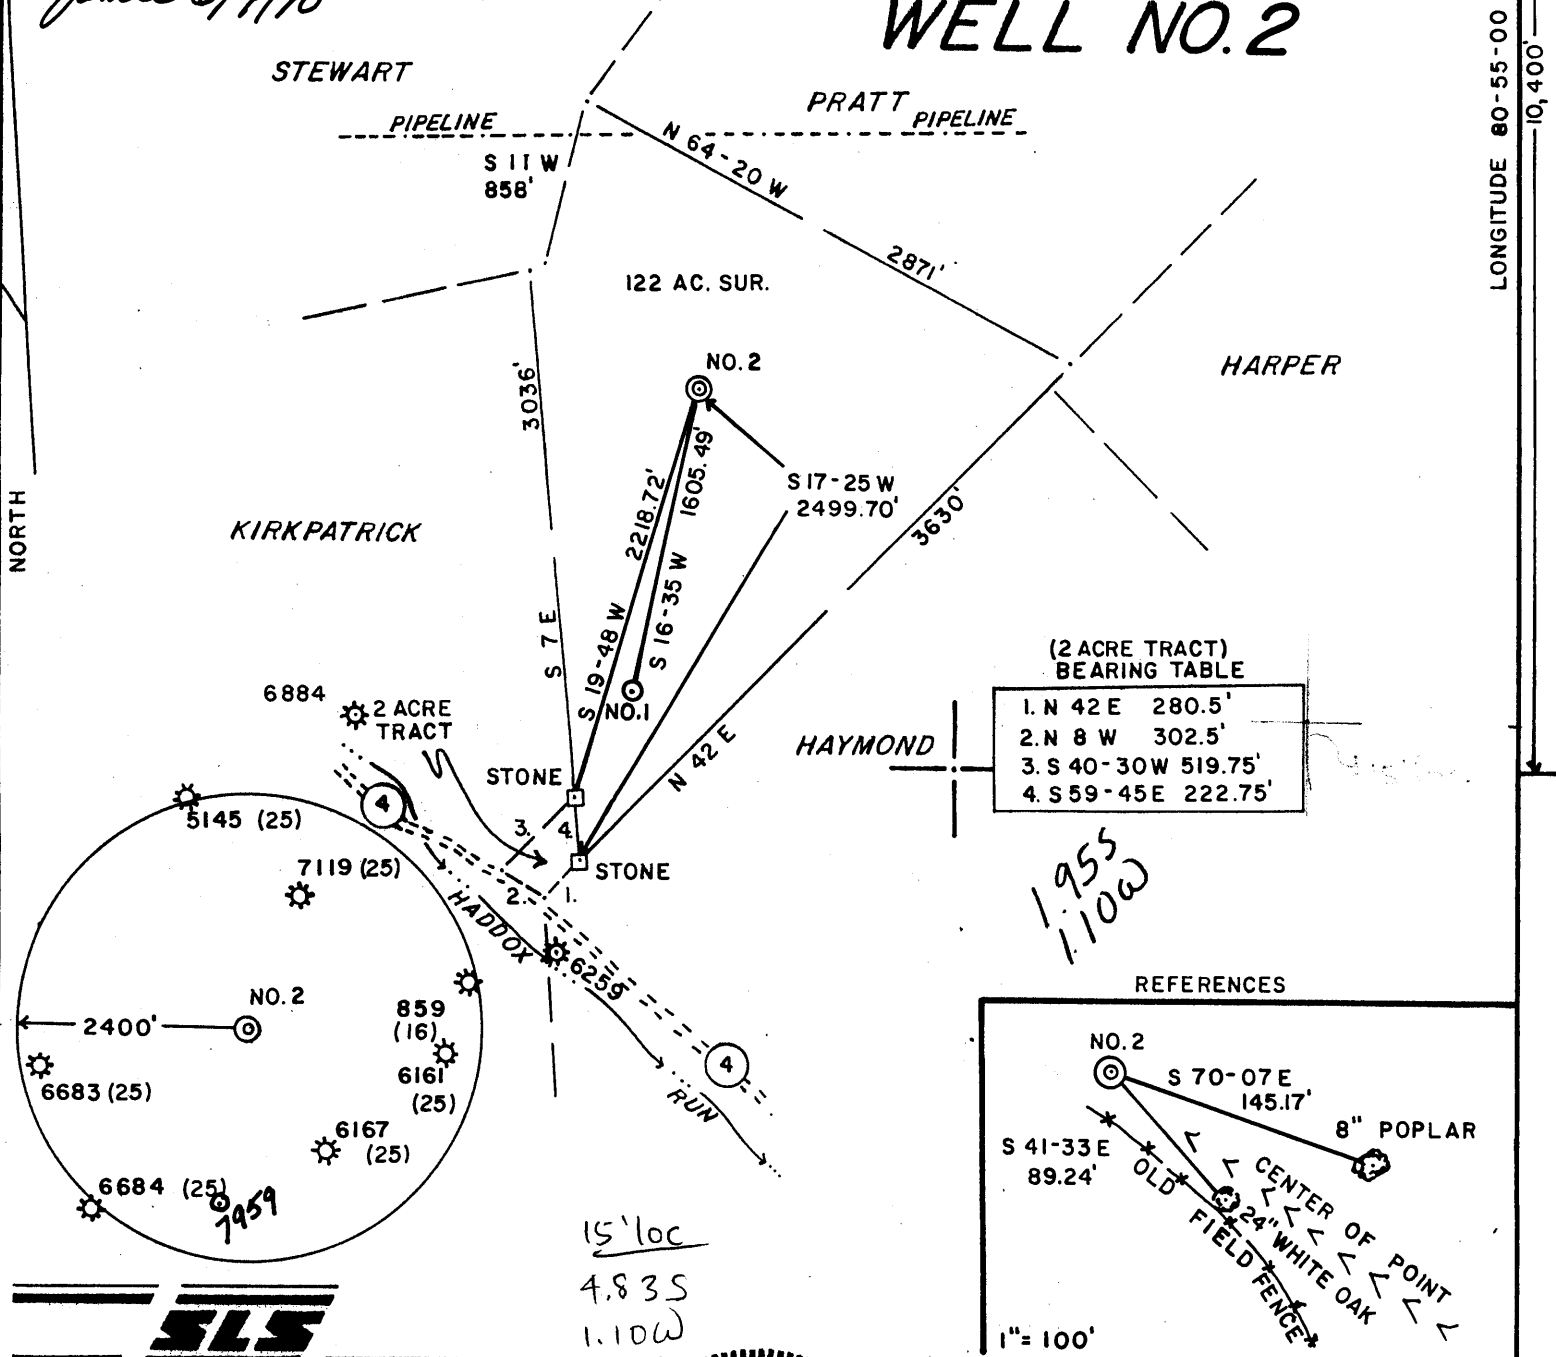 WELL NO. 2
STEWART
PRATT
PIPELINE
PIPELINE
S 11 W
858'
N 64-20 W
2871'
LONGITUDE 80-55-00
10,400'
122 AC. SUR.
NO. 2
HARPER
3036'
S 7 E
2218.72'
S 19-48 W
1605.49'
S 16-35 W
S 17-25 W
2499.70'
3630'
N 42 E
NORTH
KIRKPATRICK
NO. 1
6884
2 ACRE
TRACT
STONE
HAYMOND
(2 ACRE TRACT)
BEARING TABLE
1. N 42 E 280.5'
2. N 8 W 302.5'
3. S 40-30 W 519.75'
4. S 59-45 E 222.75'
4
3.
4.
STONE
2.
1.
HADDOX
RUN
6259
4
5145 (25)
7119 (25)
NO. 2
2400'
859
(16)
6161
(25)
6683 (25)
6167
(25)
6684 (25)
7959
1.95S
1.10W
REFERENCES
NO. 2
S 70-07 E
145.17'
8" POPLAR
S 41-33 E
89.24'
OLD
FIELD FENCE
24" WHITE OAK
CENTER OF POINT
1" = 100'
15' loc
4.83S
1.10W
SLS